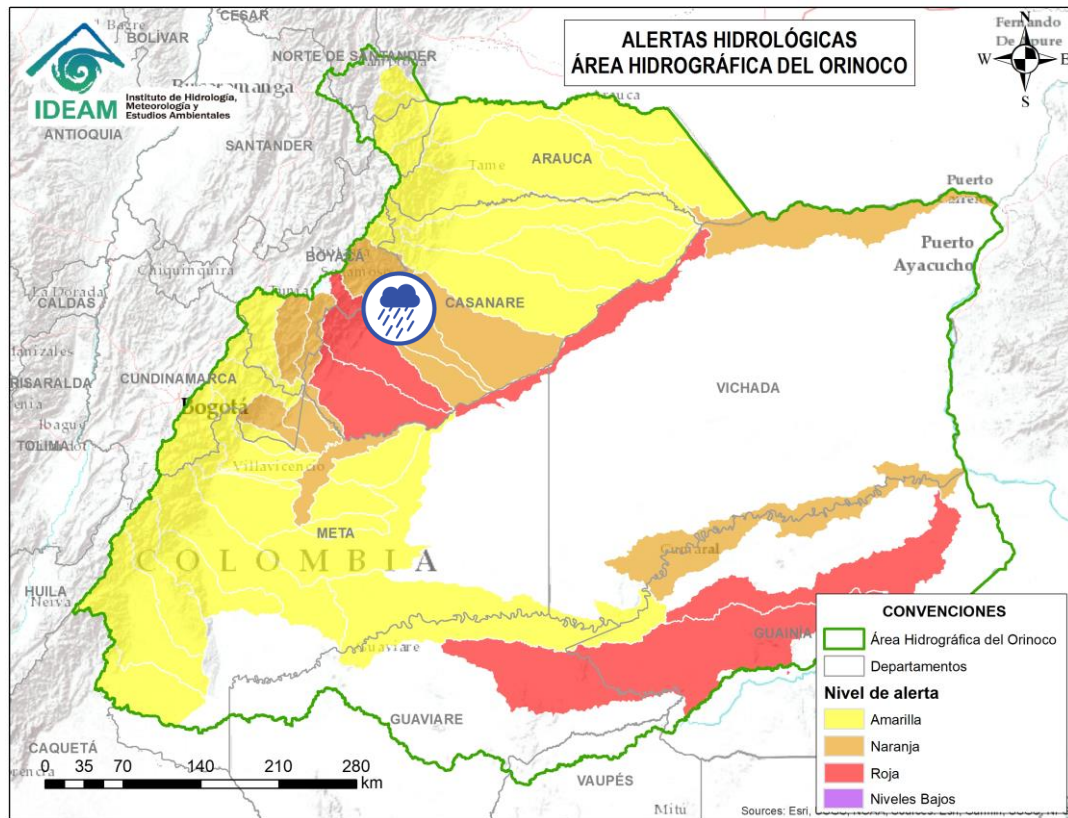 CESAR
BOLÍVAR
NORTE DE SANTANDER
ALERTAS HIDROLÓGICAS
ÁREA HIDROGRÁFICA DEL ORINOCO
N
W E
S
IDEAM
Instituto de Hidrología,
Meteorología y
Estudios Ambientales
ANTIOQUIA
SANTANDER
Arauca
ARAUCA
Tame
Puerto
BOYACÁ
Chiquinquirá
La Dorada
CALDAS
CASANARE
Puerto
Ayacucho
RISARALDA
CUNDINAMARCA
Bogotá
VICHADA
Ibague
TOLIMA
Villavicencio
META
COLOMBIA
HUILA
Neiva
GUAINÍA
GUAVIARE
CAQUETÁ
VAUPÉS
Mitu
0 35 70 140 210 280
km
CONVENCIONES
Área Hidrográfica del Orinoco
Departamentos
Nivel de alerta
Amarilla
Naranja
Roja
Niveles Bajos
Sources: Esri,